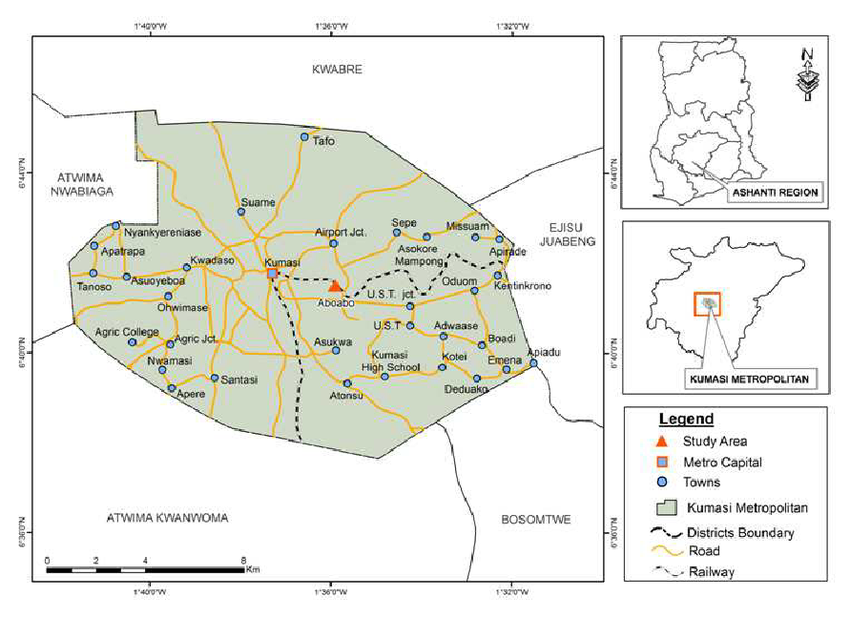 1°40'0"W
1°36'0"W
1°32'0"W
KWABRE
N
Tafo
6°44'0"N
6°44'0"N
ATWIMA
NWABIAGA
ASHANTI REGION
Suame
Nyankyereniase
Airport Jct.
Sepe
Missuam
EJISU
JUABENG
Apatrapa
Asokore
Mampong
Apirade
Kwadaso
Kumasi
Tanoso
Asuoyeboa
Oduom
Kentinkrono
Ohwimase
Aboabo
U.S.T. jct.
U.S.T
Adwaase
Agric College
Agric Jct.
Asukwa
Boadi
6°40'0"N
6°40'0"N
Nwamasi
Kumasi
High School
Kotei
Emena
Apiadu
Santasi
Apere
Atonsu
Deduako
KUMASI METROPOLITAN
Legend
Study Area
Metro Capital
Towns
Kumasi Metropolitan
Districts Boundary
Road
Railway
ATWIMA KWANWOMA
BOSOMTWE
6°36'0"N
6°36'0"N
0 2 4 8
Km
1°40'0"W
1°36'0"W
1°32'0"W